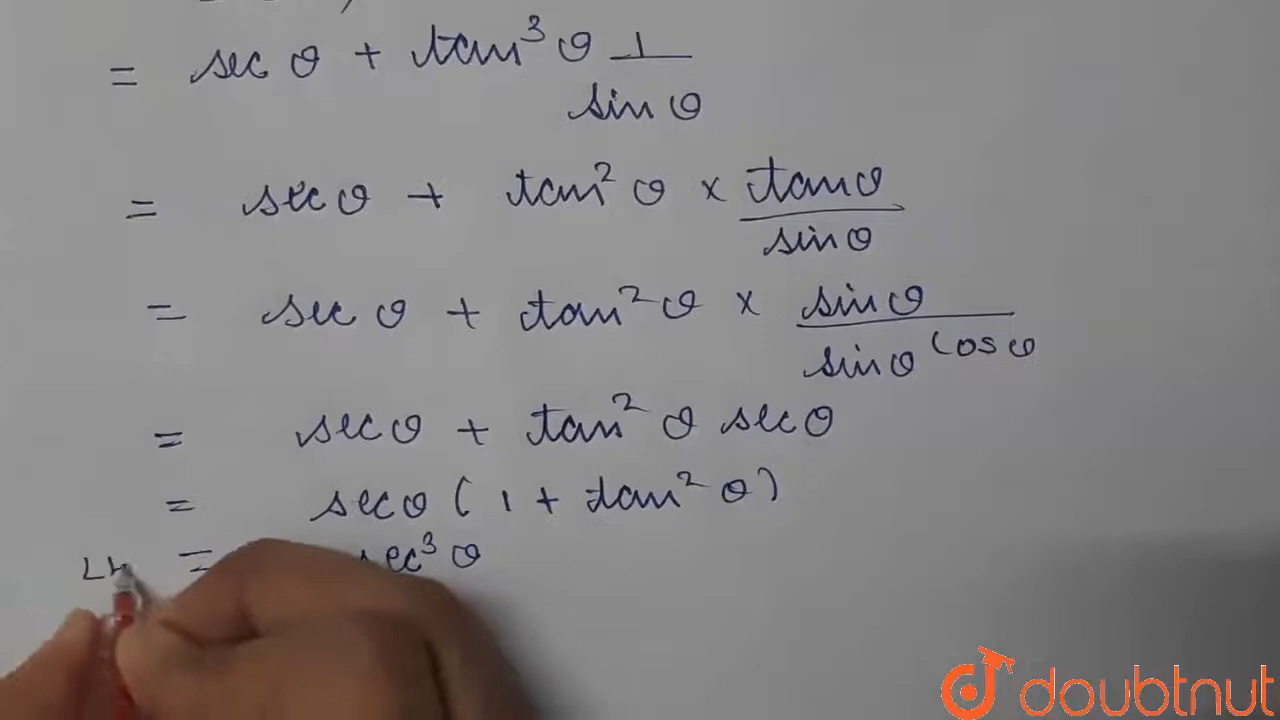 = sec θ + tan³ θ 1/sin θ
= sec θ + tan² θ × tan θ/sin θ
= sec θ + tan² θ × sin θ/sin θ cos θ
= sec θ + tan² θ sec θ
= sec θ (1 + tan² θ)
= sec³ θ
doubtnut